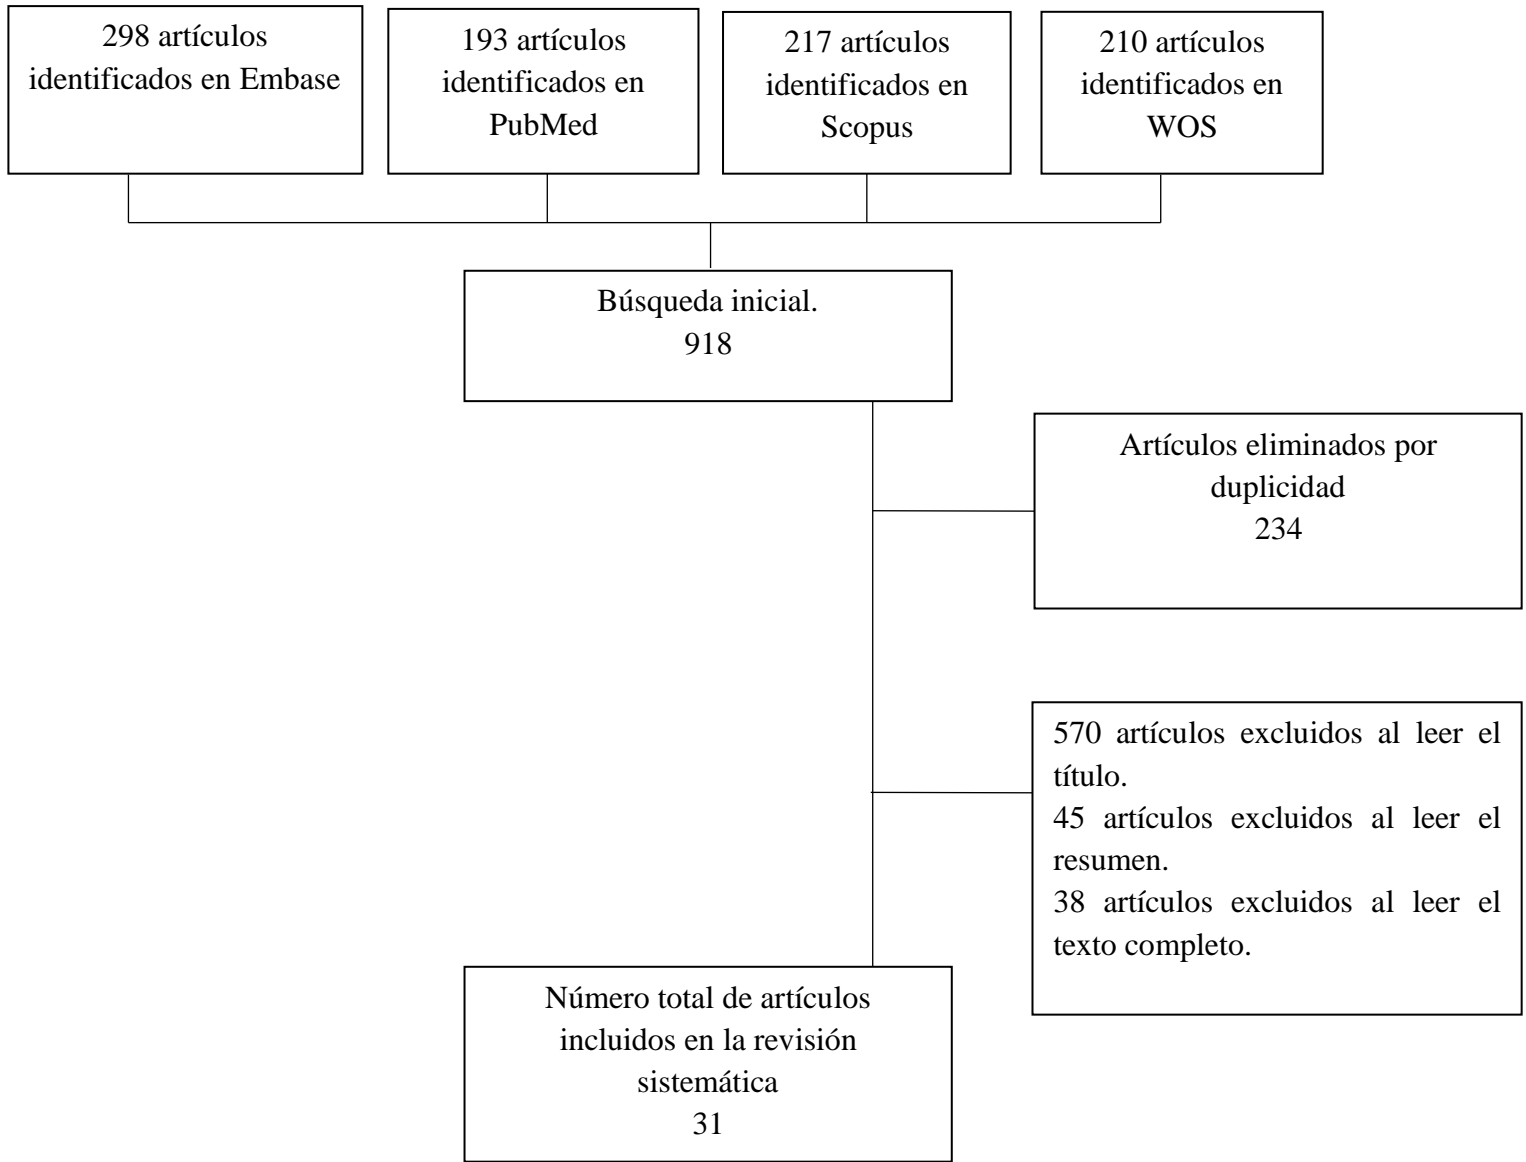 298 artículos
identificados en Embase
193 artículos
identificados en
PubMed
217 artículos
identificados en
Scopus
210 artículos
identificados en
WOS
Búsqueda inicial.
918
Artículos eliminados por
duplicidad
234
570 artículos excluidos al leer el
título.
45 artículos excluidos al leer el
resumen.
38 artículos excluidos al leer el
texto completo.
Número total de artículos
incluidos en la revisión
sistemática
31